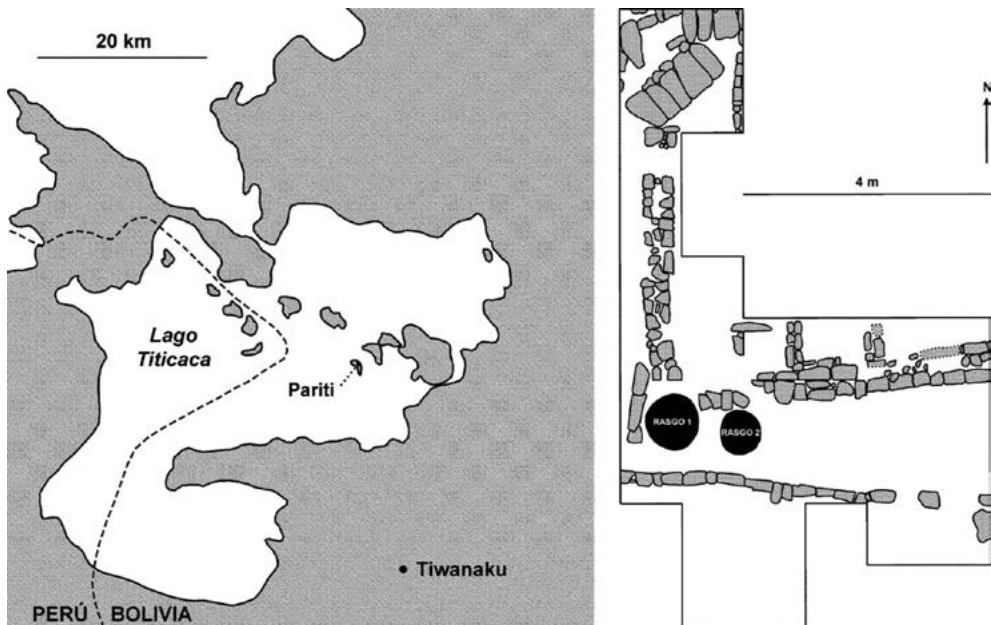 20 km
Lago
Titicaca
Pariti
Tiwanaku
PERÚ
BOLIVIA
N
4 m
RASGO 1
RASGO 2